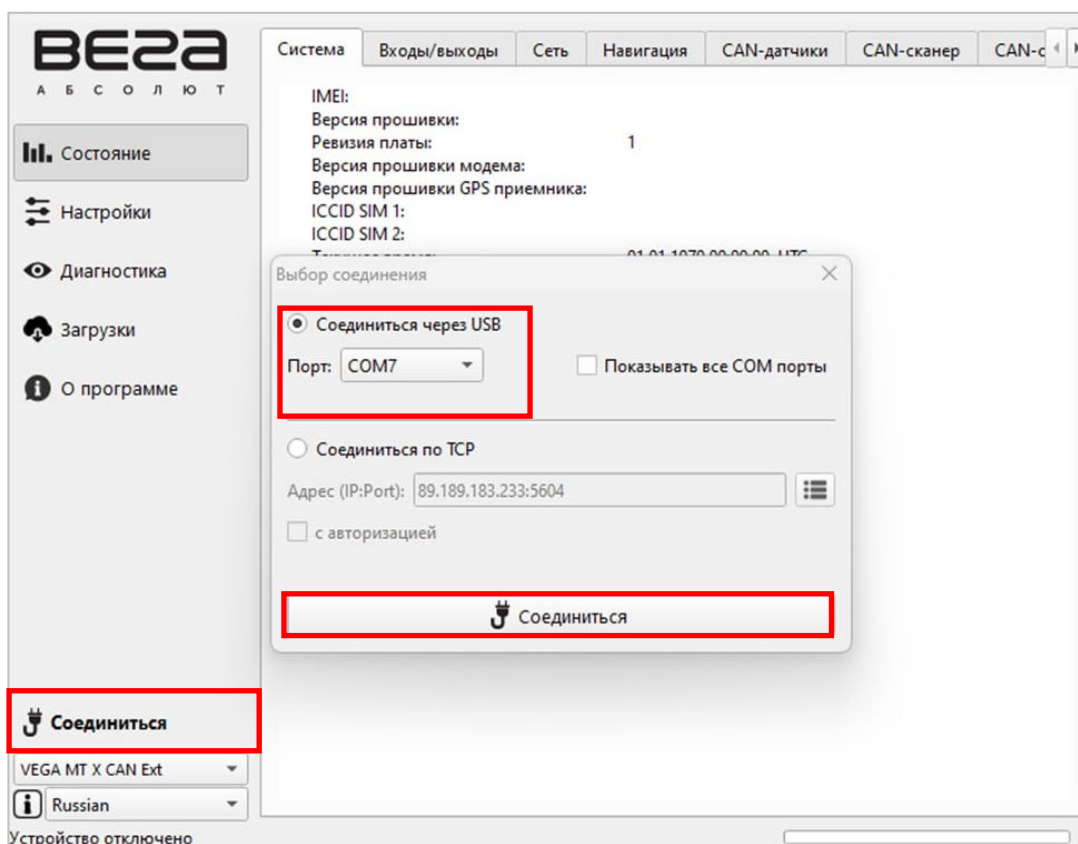 ВЕГА
АБСОЛЮТ
Система Входы/выходы Сеть Навигация CAN-датчики CAN-сканер CAN-с
IMEI:
Версия прошивки:
Ревизия платы: 1
Версия прошивки модема:
Версия прошивки GPS приемника:
ICCID SIM 1:
ICCID SIM 2:
Состояние
Настройки
Диагностика
Загрузки
О программе
Выбор соединения
Соединиться через USB
Порт: COM7 Показывать все COM порты
Соединиться по TCP
Адрес (IP:Port): 89.189.183.233:5604
с авторизацией
Соединиться
Соединиться
VEGA MT X CAN Ext
Russian
Устройство отключено